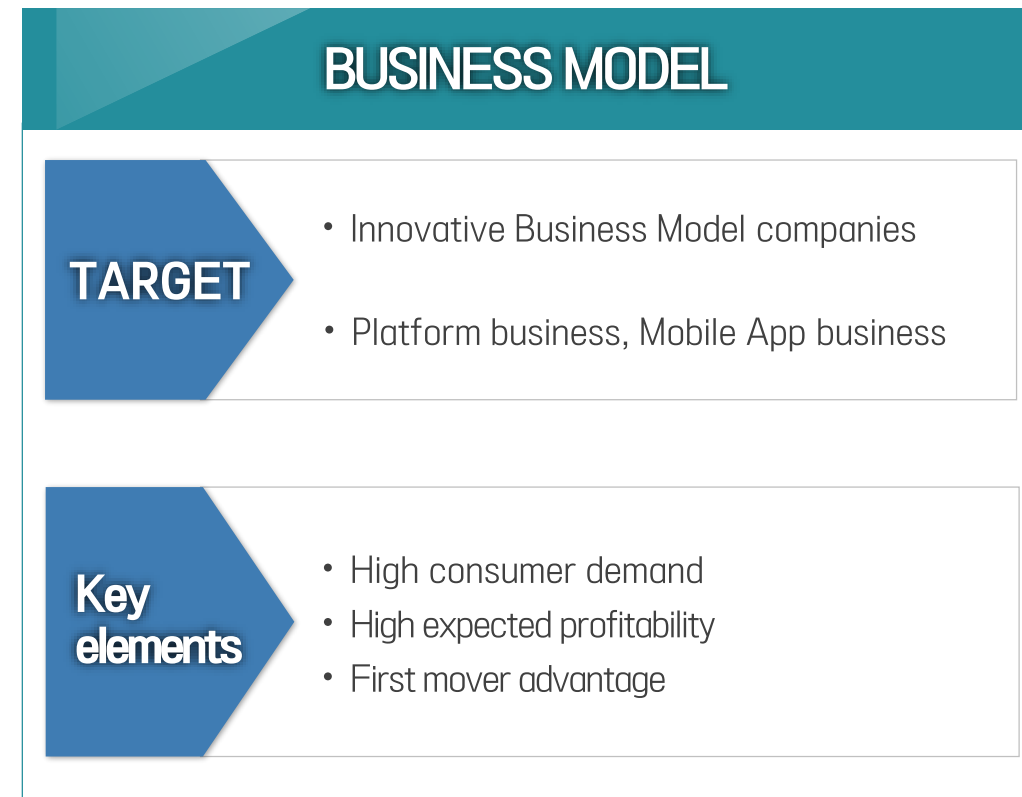 BUSINESS MODEL
TARGET
• Innovative Business Model companies
• Platform business, Mobile App business
Key
elements
• High consumer demand
• High expected profitability
• First mover advantage